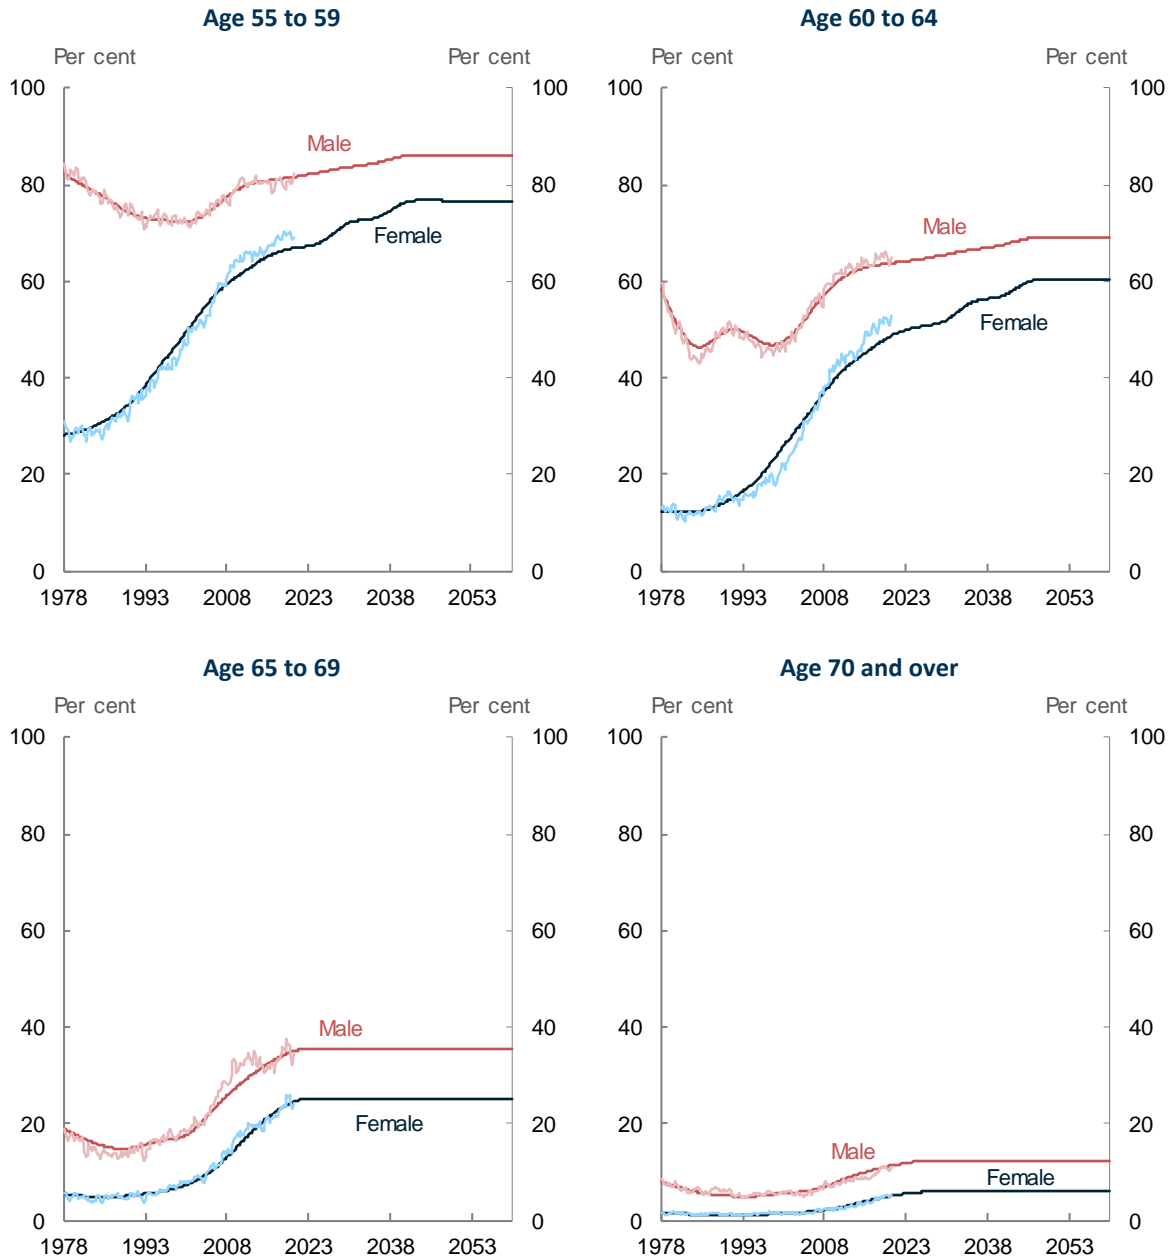 Age 55 to 59
Per cent Per cent
100 100
Male
80 80
Female
60 60
40 40
20 20
0 0
1978 1993 2008 2023 2038 2053
Age 60 to 64
Per cent Per cent
100 100
80 80
Male
60 60
Female
40 40
20 20
0 0
1978 1993 2008 2023 2038 2053
Age 65 to 69
Per cent Per cent
100 100
80 80
60 60
40 40
Male
20 20
Female
0 0
1978 1993 2008 2023 2038 2053
Age 70 and over
Per cent Per cent
100 100
80 80
60 60
40 40
20 20
Male
Female
0 0
1978 1993 2008 2023 2038 2053